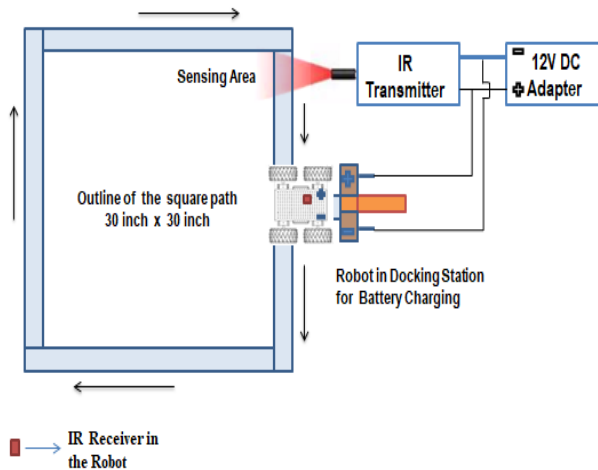 Sensing Area
IR
Transmitter
━ 12V DC
✚ Adapter
Outline of the square path
30 inch x 30 inch
✚
━
✚
━
Robot in Docking Station
for Battery Charging
IR Receiver in
the Robot